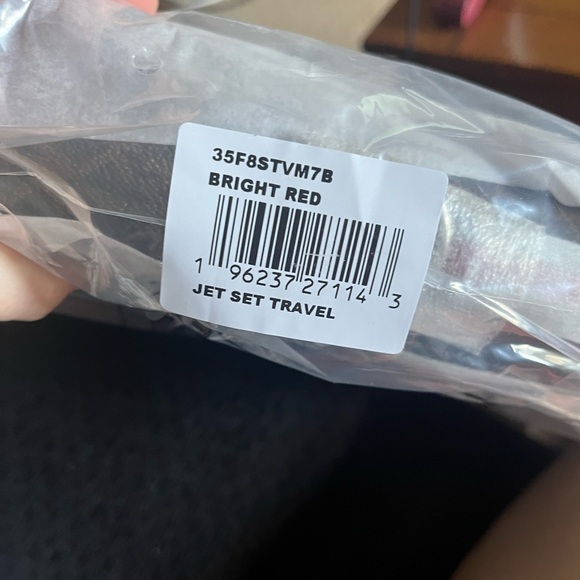 35F8STVM7B
BRIGHT RED
1 96237 27114 3
JET SET TRAVEL